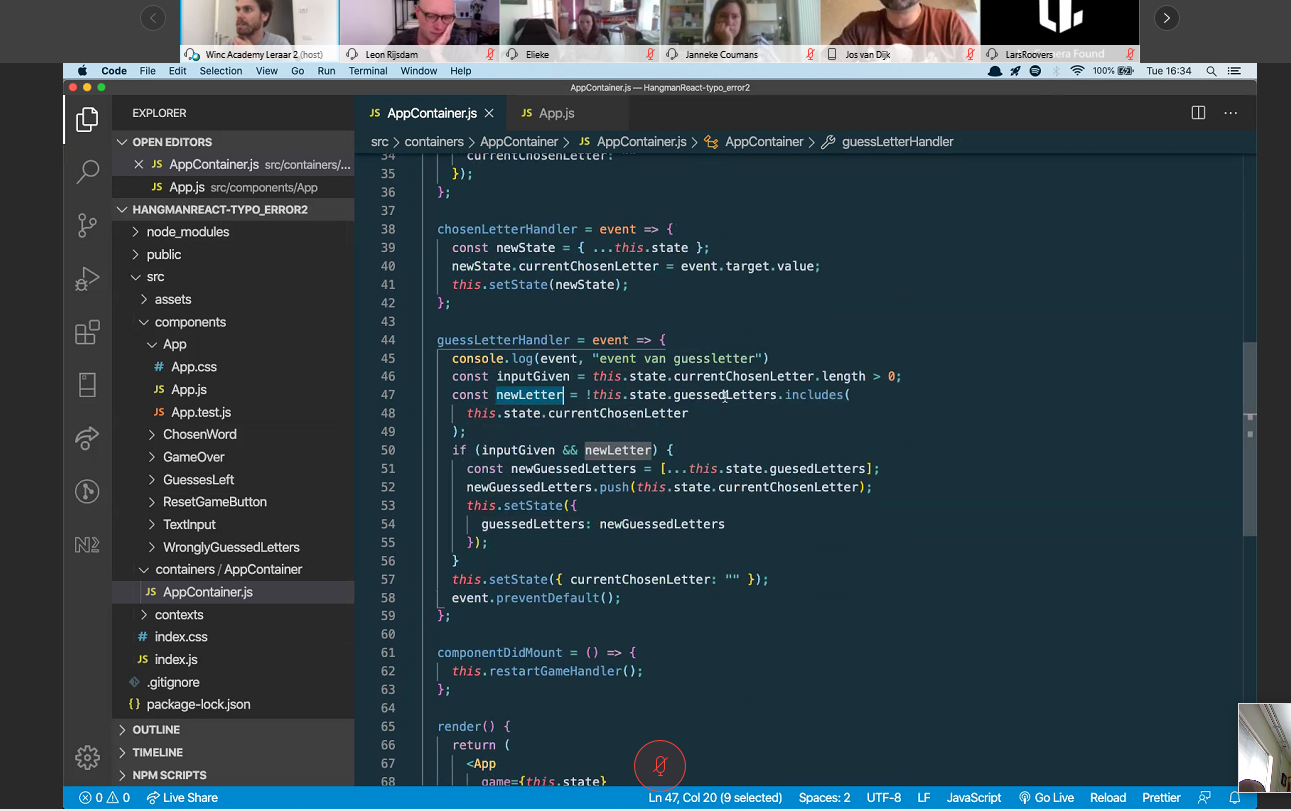 Winc Academy Leraar 2 (host)
Leon Rijsdam
Elieke
Janneke Coumans
Jos van Dijk
LarsRoovers
Found
Code File Edit Selection View Go Run Terminal Window Help
100%
Tue 16:34
AppContainer.js — HangmanReact-typo_error2
EXPLORER
JS AppContainer.js
JS App.js
OPEN EDITORS
src > containers > AppContainer > JS AppContainer.js > AppContainer > guessLetterHandler
JS AppContainer.js src/containers/...
JS App.js src/components/App
HANGMANREACT-TYPO_ERROR2
node_modules
public
src
assets
components
App
# App.css
JS App.js
JS App.test.js
ChosenWord
GameOver
GuessesLeft
ResetGameButton
TextInput
WronglyGuessedLetters
containers / AppContainer
JS AppContainer.js
contexts
# index.css
JS index.js
.gitignore
{} package-lock.json
OUTLINE
TIMELINE
NPM SCRIPTS
34 currentChosenLetter:
35 });
36 };
37
38 chosenLetterHandler = event => {
39 const newState = { ...this.state };
40 newState.currentChosenLetter = event.target.value;
41 this.setState(newState);
42 };
43
44 guessLetterHandler = event => {
45 console.log(event, "event van guessletter")
46 const inputGiven = this.state.currentChosenLetter.length > 0;
47 const newLetter = !this.state.guessedLetters.includes(
48 this.state.currentChosenLetter
49 );
50 if (inputGiven && newLetter) {
51 const newGuessedLetters = [...this.state.guesedLetters];
52 newGuessedLetters.push(this.state.currentChosenLetter);
53 this.setState({
54 guessedLetters: newGuessedLetters
55 });
56 }
57 this.setState({ currentChosenLetter: "" });
58 event.preventDefault();
59 };
60
61 componentDidMount = () => {
62 this.restartGameHandler();
63 };
64
65 render() {
66 return (
67 <App
68 game={this.state}
0 0 Live Share
Ln 47, Col 20 (9 selected) Spaces: 2 UTF-8 LF JavaScript Go Live Reload Prettier